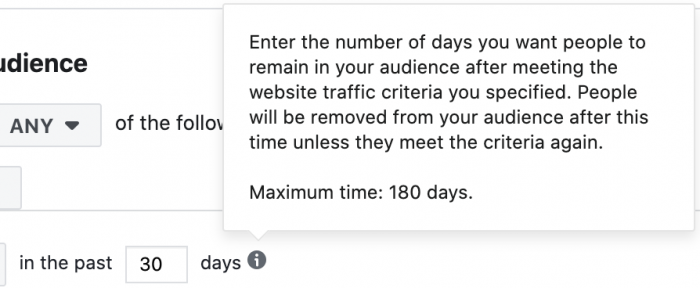 Enter the number of days you want people to
remain in your audience after meeting the
website traffic criteria you specified. People
will be removed from your audience after this
time unless they meet the criteria again.
Maximum time: 180 days.
udience
ANY of the follow
in the past 30 days